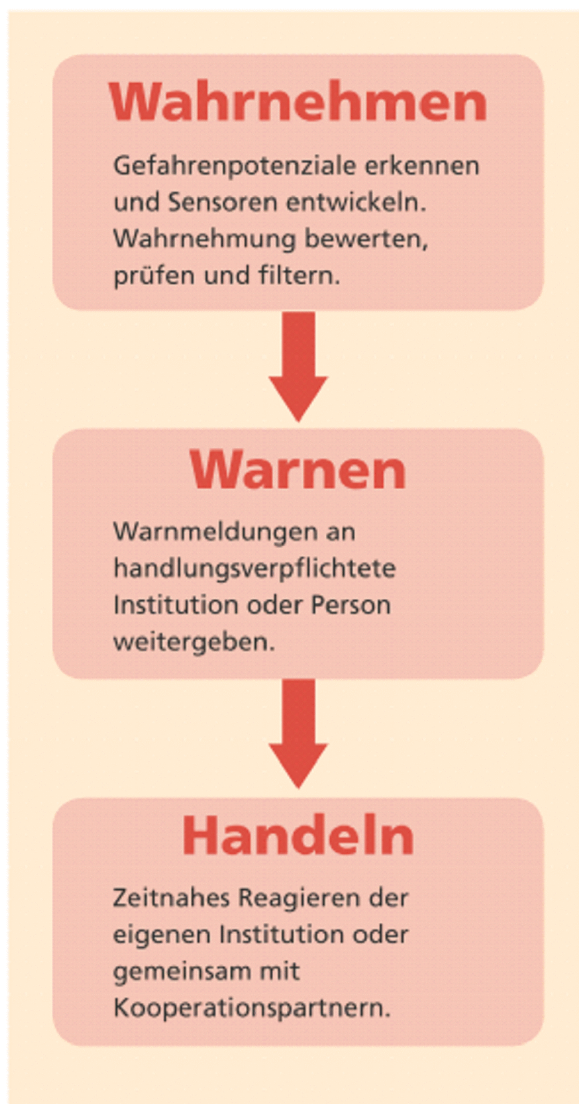 Wahrnehmen
Gefahrenpotenziale erkennen
und Sensoren entwickeln.
Wahrnehmung bewerten,
prüfen und filtern.
Warnen
Warnmeldungen an
handlungsverpflichtete
Institution oder Person
weitergeben.
Handeln
Zeitnahes Reagieren der
eigenen Institution oder
gemeinsam mit
Kooperationspartnern.